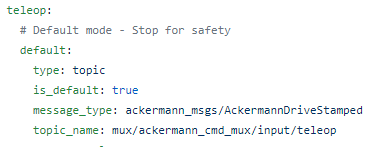 teleop:
# Default mode - Stop for safety
default:
type: topic
is_default: true
message_type: ackermann_msgs/AckermannDriveStamped
topic_name: mux/ackermann_cmd_mux/input/teleop